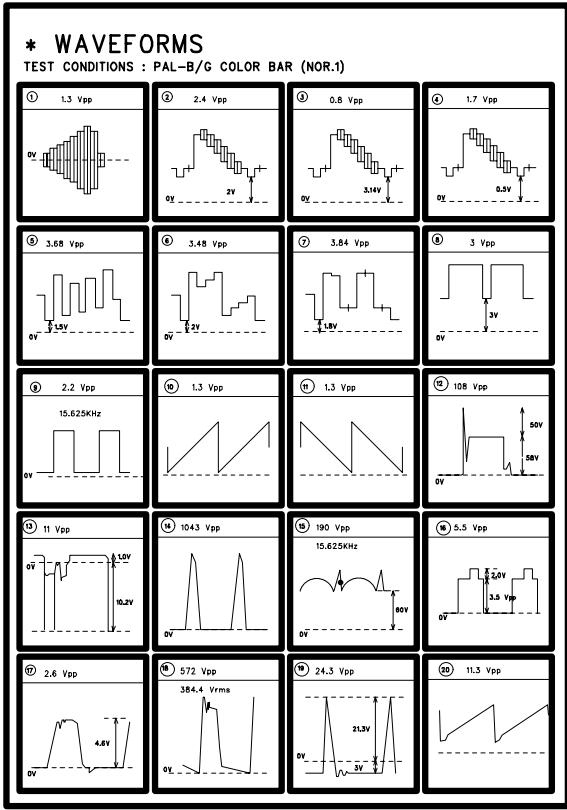 * WAVEFORMS
TEST CONDITIONS : PAL-B/G COLOR BAR (NOR.1)
1 1.3 Vpp
0V
2 2.4 Vpp
2V
0V
3 0.8 Vpp
3.14V
0V
4 1.7 Vpp
0.5V
0V
5 3.68 Vpp
1.5V
0V
6 3.48 Vpp
2V
0V
7 3.84 Vpp
1.8V
0V
8 3 Vpp
3V
0V
9 2.2 Vpp
15.625KHz
0V
10 1.3 Vpp
11 1.3 Vpp
12 108 Vpp
50V
58V
0V
13 11 Vpp
1.0V
0V
10.2V
14 1043 Vpp
0V
15 190 Vpp
15.625KHz
60V
0V
16 5.5 Vpp
2.0V
3.5 Vpp
0V
17 2.6 Vpp
4.6V
0V
18 572 Vpp
384.4 Vrms
0V
19 24.3 Vpp
21.3V
3V
0V
20 11.3 Vpp